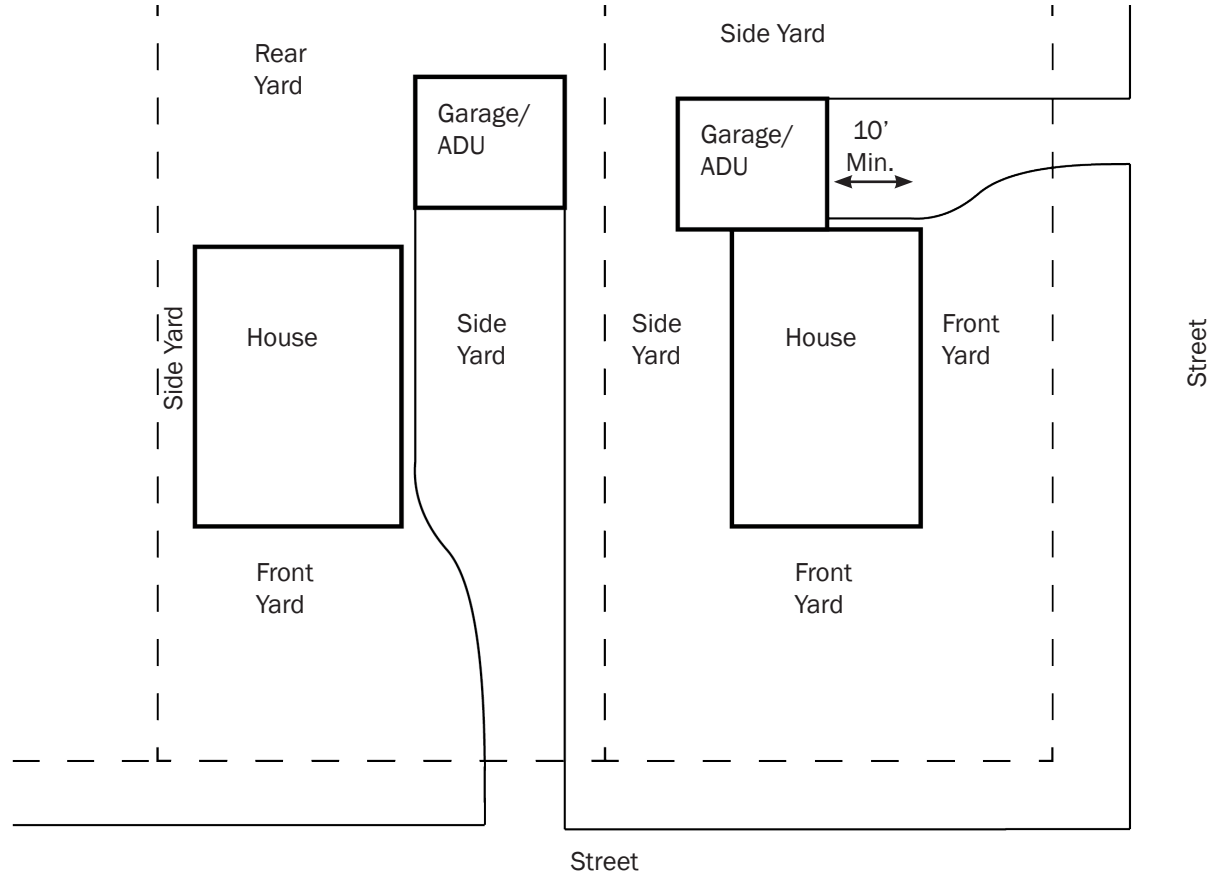 Side Yard
Rear
Yard
Garage/
ADU
Garage/
ADU
10’
Min.
Side Yard
House
Side
Yard
Side
Yard
House
Front
Yard
Street
Front
Yard
Front
Yard
Street